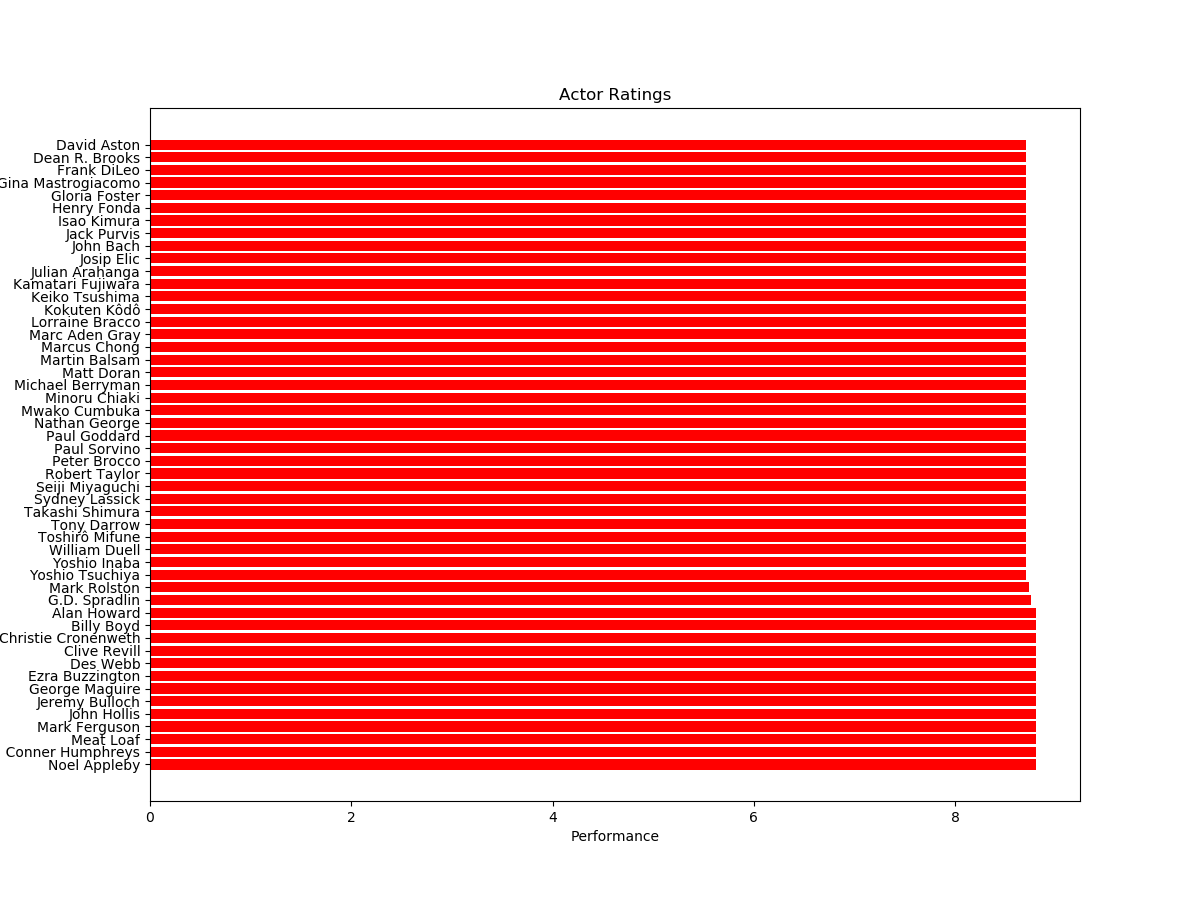 Actor Ratings
David Aston
Dean R. Brooks
Frank DiLeo
Gina Mastrogiacomo
Gloria Foster
Henry Fonda
Isao Kimura
Jack Purvis
John Bach
Josip Elic
Julian Arahanga
Kamatari Fujiwara
Keiko Tsushima
Kokuten Kôdô
Lorraine Bracco
Marc Aden Gray
Marcus Chong
Martin Balsam
Matt Doran
Michael Berryman
Minoru Chiaki
Mwako Cumbuka
Nathan George
Paul Goddard
Paul Sorvino
Peter Brocco
Robert Taylor
Seiji Miyaguchi
Sydney Lassick
Takashi Shimura
Tony Darrow
Toshirô Mifune
William Duell
Yoshio Inaba
Yoshio Tsuchiya
Mark Rolston
G.D. Spradlin
Alan Howard
Billy Boyd
Christie Cronenweth
Clive Revill
Des Webb
Ezra Buzzington
George Maguire
Jeremy Bulloch
John Hollis
Mark Ferguson
Meat Loaf
Conner Humphreys
Noel Appleby
0 2 4 6 8
Performance